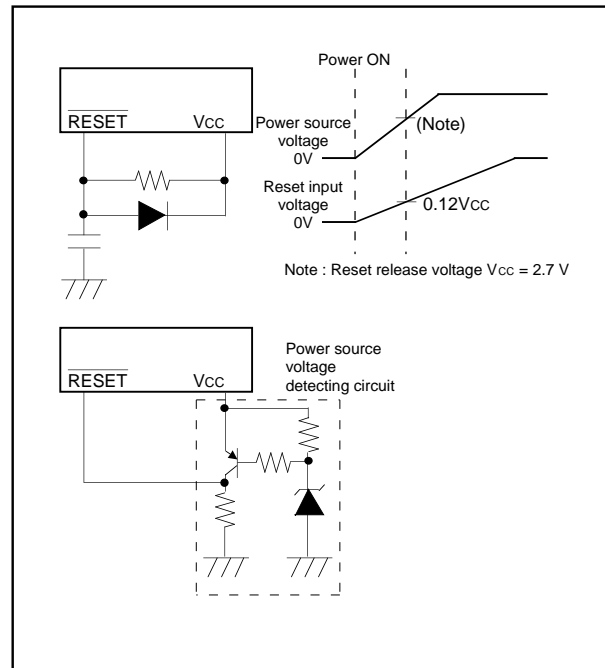 Power ON
RESET VCC
Power source
voltage
0V
(Note)
Reset input
voltage
0V
0.12VCC
Note : Reset release voltage VCC = 2.7 V
RESET VCC
Power source
voltage
detecting circuit